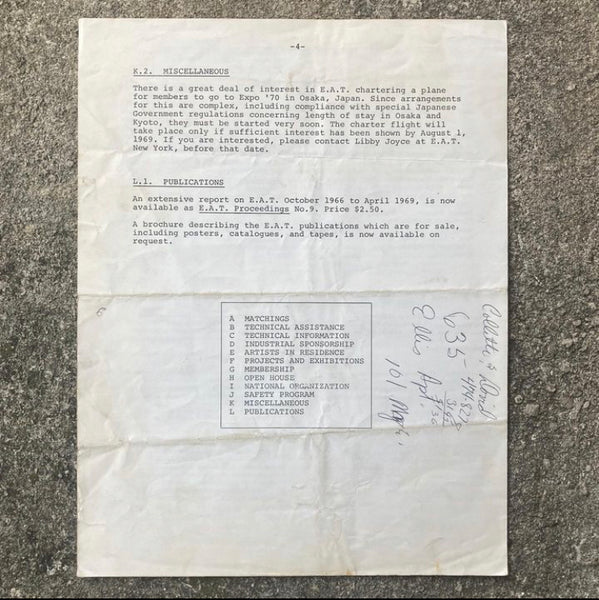 -4-
K.2. MISCELLANEOUS
There is a great deal of interest in E.A.T. chartering a plane
for members to go to Expo '70 in Osaka, Japan. Since arrangements
for this are complex, including compliance with special Japanese
Government regulations concerning length of stay in Osaka and
Kyoto, they must be started very soon. The charter flight will
take place only if sufficient interest has been shown by August 1,
1969. If you are interested, please contact Libby Joyce at E.A.T.
New York, before that date.
L.1. PUBLICATIONS
An extensive report on E.A.T. October 1966 to April 1969, is now
available as E.A.T. Proceedings No.9. Price $2.50.
A brochure describing the E.A.T. publications which are for sale,
including posters, catalogues, and tapes, is now available on
request.
A MATCHINGS
B TECHNICAL ASSISTANCE
C TECHNICAL INFORMATION
D INDUSTRIAL SPONSORSHIP
E ARTISTS IN RESIDENCE
F PROJECTS AND EXHIBITIONS
G MEMBERSHIP
H OPEN HOUSE
I NATIONAL ORGANIZATION
J SAFETY PROGRAM
K MISCELLANEOUS
L PUBLICATIONS
David
635-
Ellis Apt.
101